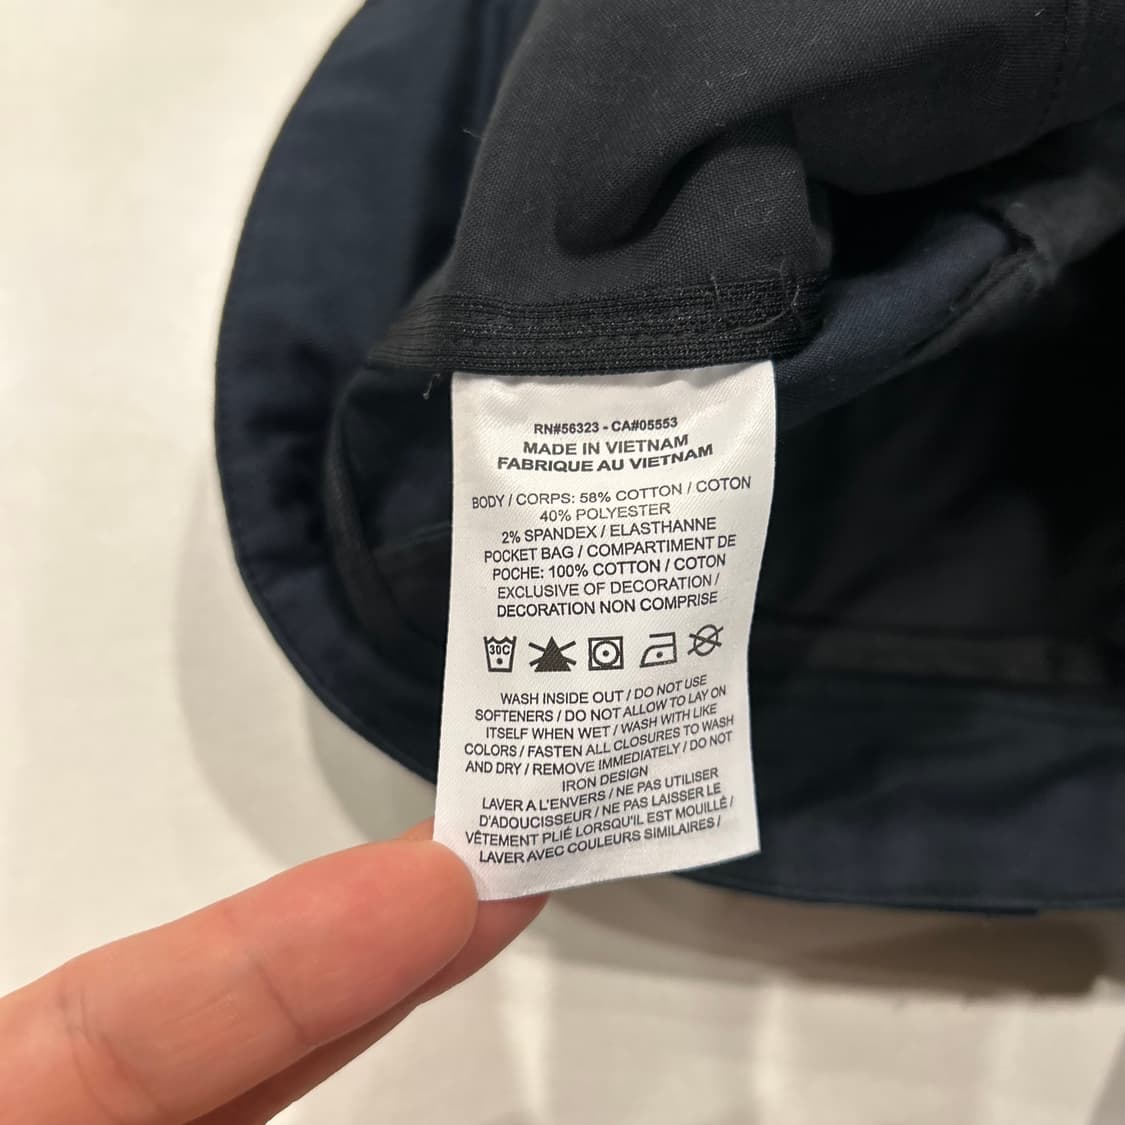 RN#56323 - CA#05553
MADE IN VIETNAM
FABRIQUE AU VIETNAM
BODY / CORPS: 58% COTTON / COTON
40% POLYESTER
2% SPANDEX / ELASTHANNE
POCKET BAG / COMPARTIMENT DE
POCHE: 100% COTTON / COTON
EXCLUSIVE OF DECORATION /
DECORATION NON COMPRISE
30C
WASH INSIDE OUT / DO NOT USE
SOFTENERS / DO NOT ALLOW TO LAY ON
ITSELF WHEN WET / WASH WITH LIKE
COLORS / FASTEN ALL CLOSURES TO WASH
AND DRY / REMOVE IMMEDIATELY / DO NOT
IRON DESIGN
LAVER A L'ENVERS / NE PAS UTILISER
D'ADOUCISSEUR / NE PAS LAISSER LE
VÊTEMENT PLIÉ LORSQU'IL EST MOUILLÉ /
LAVER AVEC COULEURS SIMILAIRES /